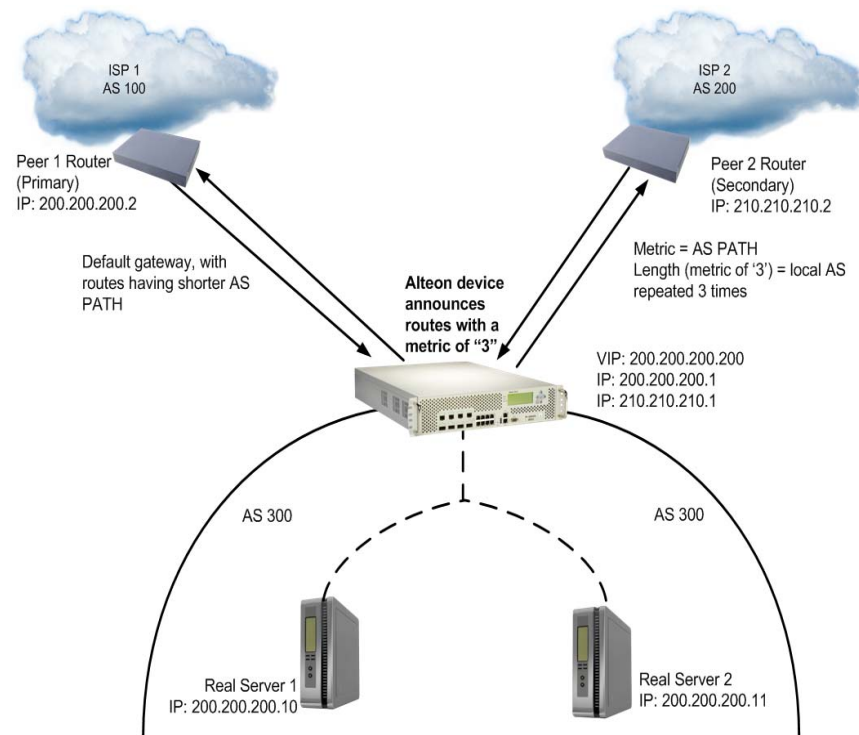 ISP 1
AS 100
ISP 2
AS 200
Peer 1 Router
(Primary)
IP: 200.200.200.2
Peer 2 Router
(Secondary)
IP: 210.210.210.2
Default gateway, with
routes having shorter AS
PATH
Alteon device
announces
routes with a
metric of “3”
Metric = AS PATH
Length (metric of ‘3’) = local AS
repeated 3 times
VIP: 200.200.200.200
IP: 200.200.200.1
IP: 210.210.210.1
AS 300
AS 300
Real Server 1
IP: 200.200.200.10
Real Server 2
IP: 200.200.200.11